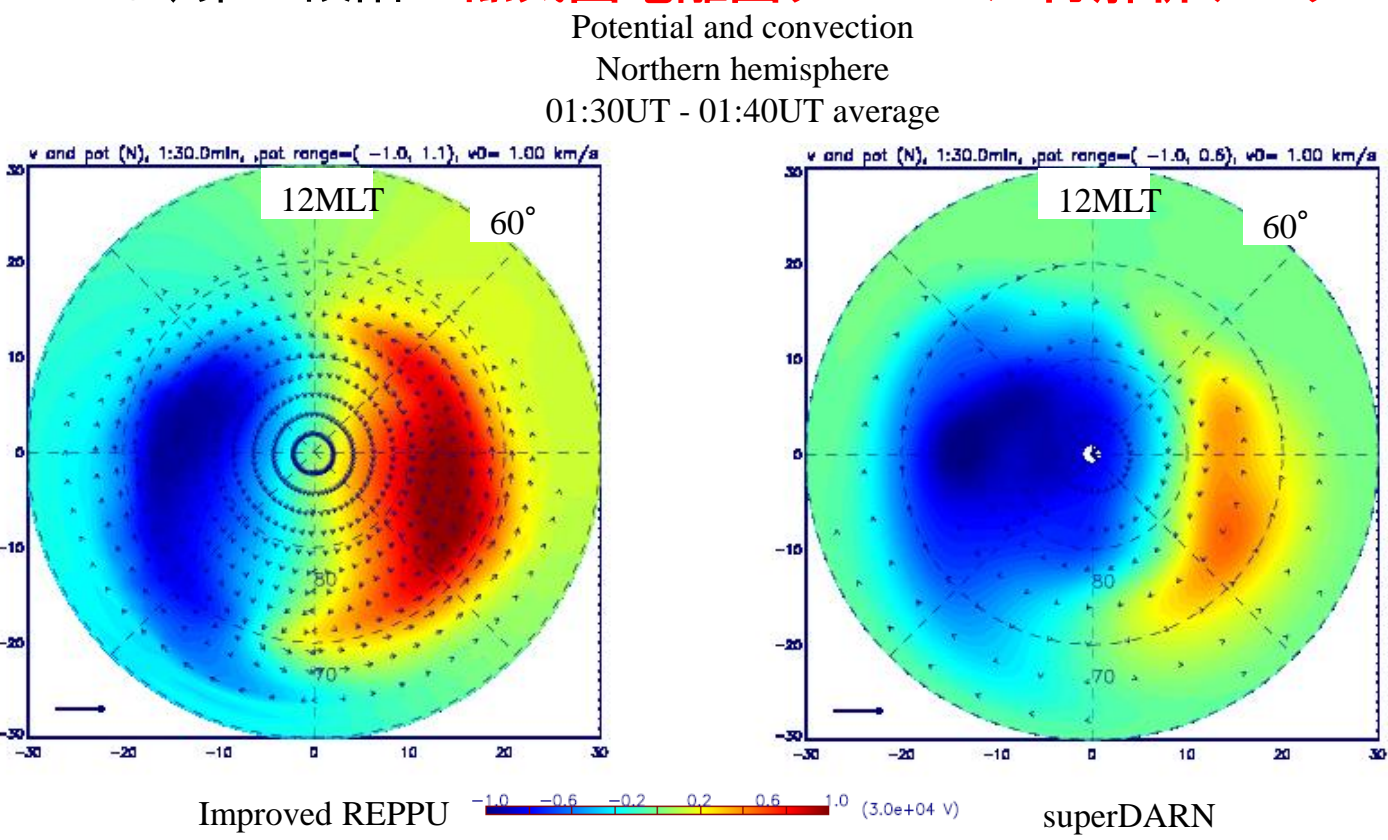 Potential and convection
Northern hemisphere
01:30UT - 01:40UT average
v and pot (N), 1:30.0min, ,pot range=( -1.0, 1.1), v0= 1.00 km/s
v and pot (N), 1:30.0min, ,pot range=( -1.0, 0.6), v0= 1.00 km/s
30
12MLT
60°
20
10
0
-10
80
-20
70
-30
-30 -20 -10 0 10 20 30
30
12MLT
60°
20
10
0
-10
80
-20
70
-30
-30 -20 -10 0 10 20 30
Improved REPPU
-1.0 -0.6 -0.2 0.2 0.6 1.0 (3.0e+04 V)
superDARN